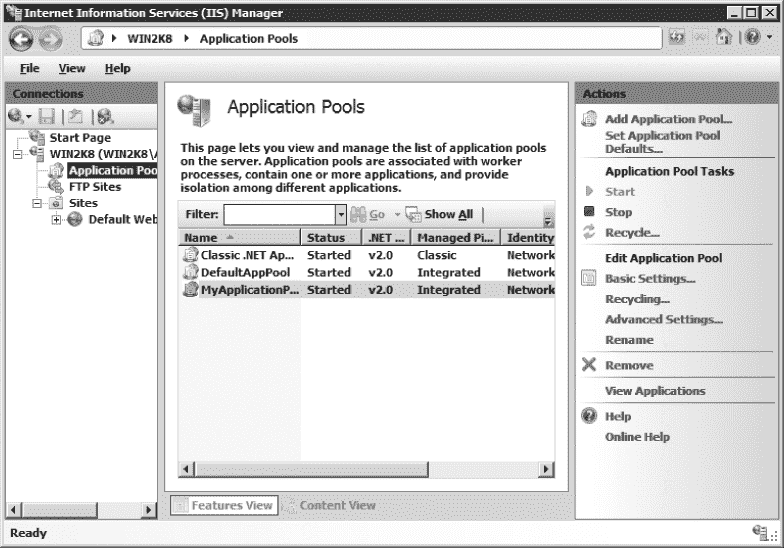 Internet Information Services (IIS) Manager
WIN2K8 Application Pools
File View Help
Connections
Start Page
WIN2K8 (WIN2K8\
Application Poo
FTP Sites
Sites
Default Web
Application Pools
This page lets you view and manage the list of application pools
on the server. Application pools are associated with worker
processes, contain one or more applications, and provide
isolation among different applications.
Filter: Go Show All
Name Status .NET ... Managed Pi... Identity
Classic .NET Ap... Started v2.0 Classic Network
DefaultAppPool Started v2.0 Integrated Network
MyApplicationP... Started v2.0 Integrated Network
Features View Content View
Actions
Add Application Pool...
Set Application Pool
Defaults...
Application Pool Tasks
Start
Stop
Recycle...
Edit Application Pool
Basic Settings...
Recycling...
Advanced Settings...
Rename
Remove
View Applications
Help
Online Help
Ready